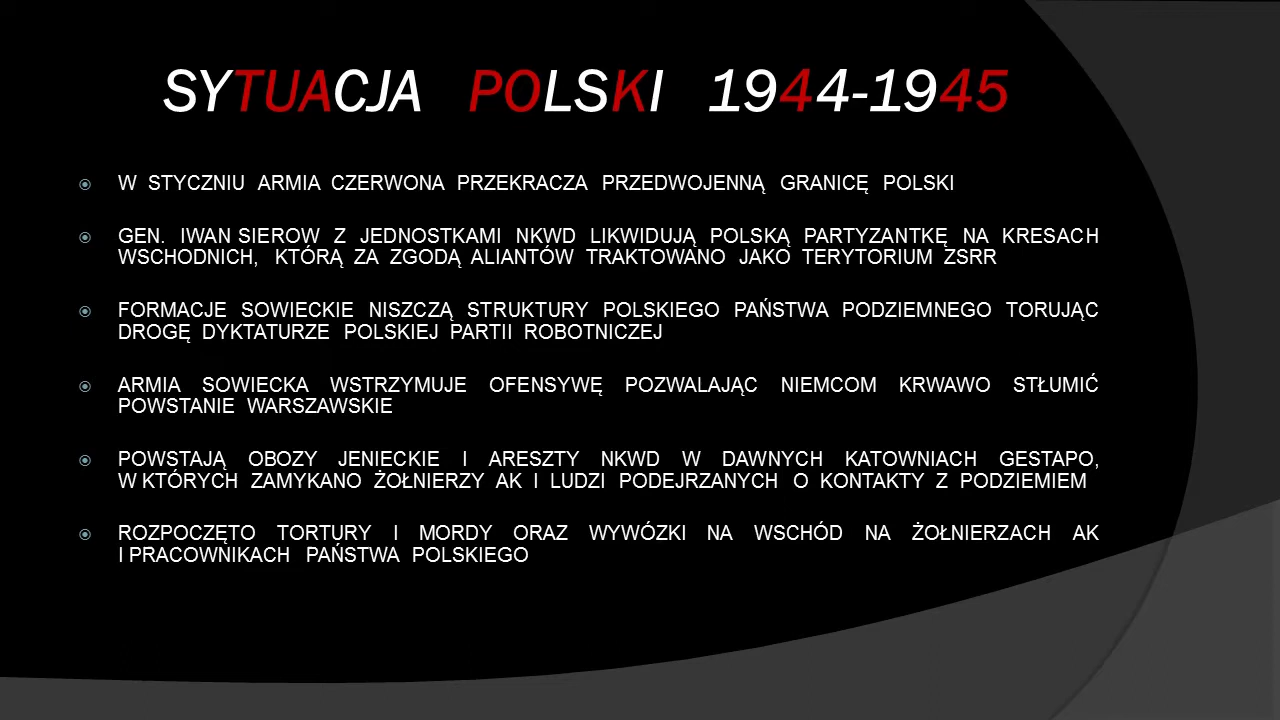 SYTUACJA POLSKI 1944-1945
W STYCZNIU ARMIA CZERWONA PRZEKRACZA PRZEDWOJENNĄ GRANICĘ POLSKI
GEN. IWAN SIEROW Z JEDNOSTKAMI NKWD LIKWIDUJĄ POLSKĄ PARTYZANTKĘ NA KRESACH
WSCHODNICH, KTÓRĄ ZA ZGODĄ ALIANTÓW TRAKTOWANO JAKO TERYTORIUM ZSRR
FORMACJE SOWIECKIE NISZCZĄ STRUKTURY POLSKIEGO PAŃSTWA PODZIEMNEGO TORUJĄC
DROGĘ DYKTATURZE POLSKIEJ PARTII ROBOTNICZEJ
ARMIA SOWIECKA WSTRZYMUJE OFENSYWĘ POZWALAJĄC NIEMCOM KRWAWO STŁUMIĆ
POWSTANIE WARSZAWSKIE
POWSTAJĄ OBOZY JENIECKIE I ARESZTY NKWD W DAWNYCH KATOWNIACH GESTAPO,
W KTÓRYCH ZAMYKANO ŻOŁNIERZY AK I LUDZI PODEJRZANYCH O KONTAKTY Z PODZIEMIEM
ROZPOCZĘTO TORTURY I MORDY ORAZ WYWÓZKI NA WSCHÓD NA ŻOŁNIERZACH AK
I PRACOWNIKACH PAŃSTWA POLSKIEGO